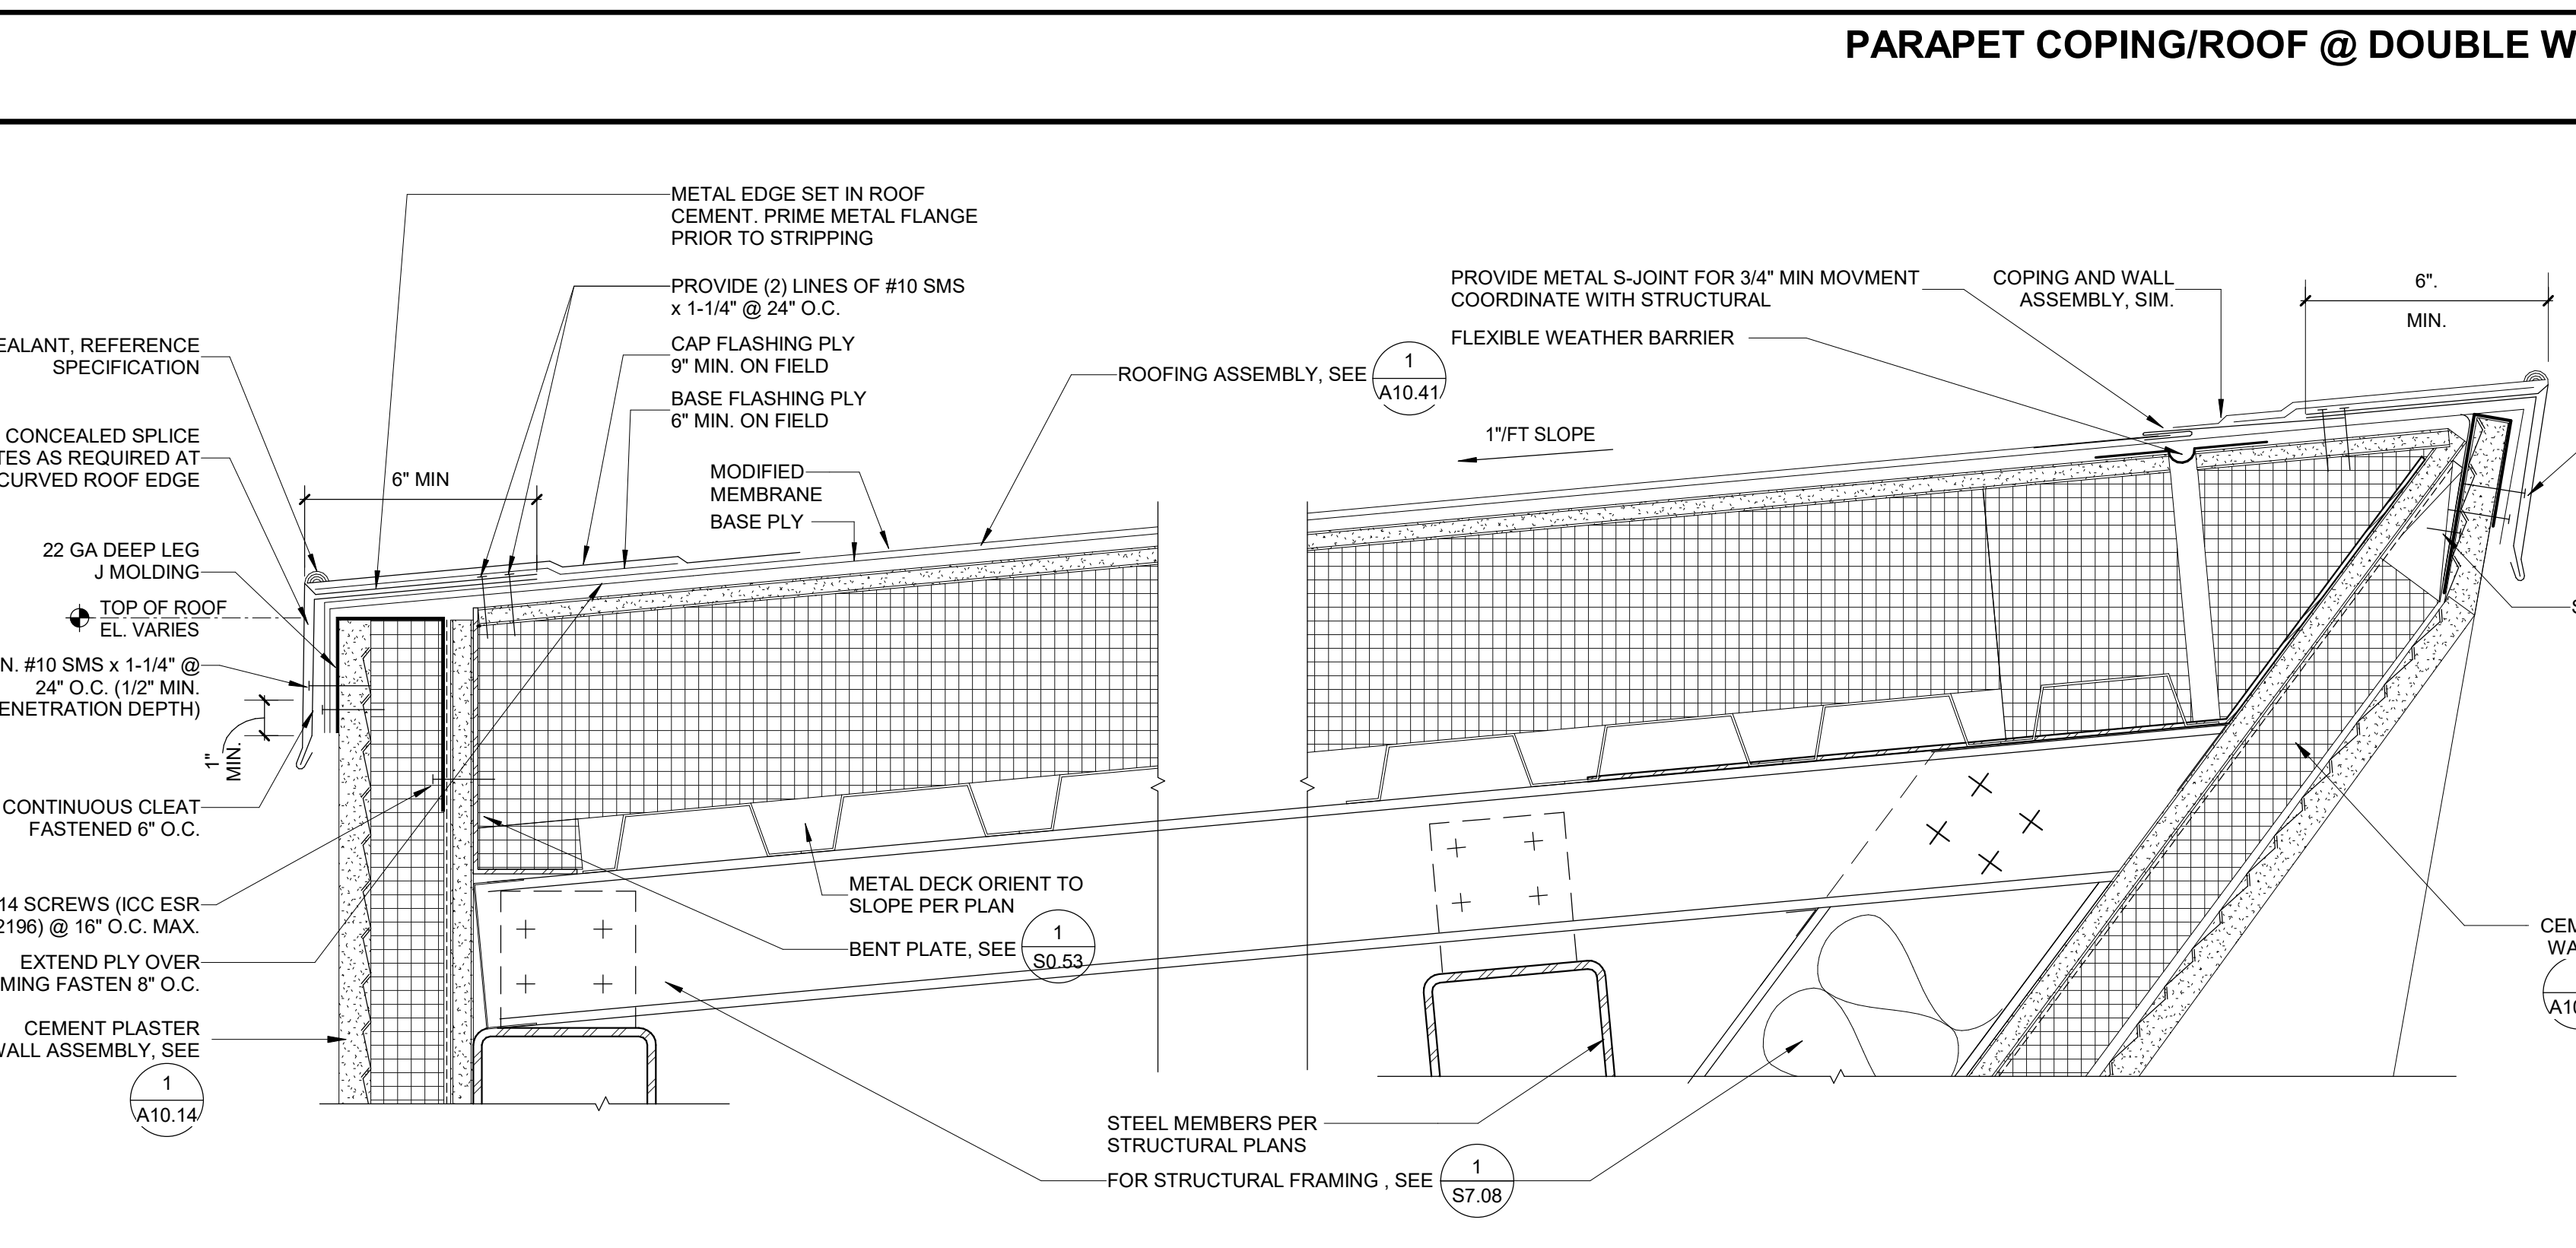 PARAPET COPING/ROOF @ DOUBLE W
METAL EDGE SET IN ROOF
CEMENT. PRIME METAL FLANGE
PRIOR TO STRIPPING
PROVIDE (2) LINES OF #10 SMS
x 1-1/4" @ 24" O.C.
CAP FLASHING PLY
9" MIN. ON FIELD
BASE FLASHING PLY
6" MIN. ON FIELD
MODIFIED
MEMBRANE
BASE PLY
ROOFING ASSEMBLY, SEE
1
A10.41
PROVIDE METAL S-JOINT FOR 3/4" MIN MOVMENT
COORDINATE WITH STRUCTURAL
FLEXIBLE WEATHER BARRIER
1"/FT SLOPE
COPING AND WALL
ASSEMBLY, SIM.
6".
MIN.
EALANT, REFERENCE
SPECIFICATION
CONCEALED SPLICE
TES AS REQUIRED AT
CURVED ROOF EDGE
6" MIN
22 GA DEEP LEG
J MOLDING
TOP OF ROOF
EL. VARIES
N. #10 SMS x 1-1/4" @
24" O.C. (1/2" MIN.
ENETRATION DEPTH)
1"
MIN.
CONTINUOUS CLEAT
FASTENED 6" O.C.
14 SCREWS (ICC ESR
2196) @ 16" O.C. MAX.
EXTEND PLY OVER
MING FASTEN 8" O.C.
CEMENT PLASTER
WALL ASSEMBLY, SEE
1
A10.14
METAL DECK ORIENT TO
SLOPE PER PLAN
BENT PLATE, SEE
1
S0.53
STEEL MEMBERS PER
STRUCTURAL PLANS
FOR STRUCTURAL FRAMING , SEE
1
S7.08
S
CEM
WA
A10